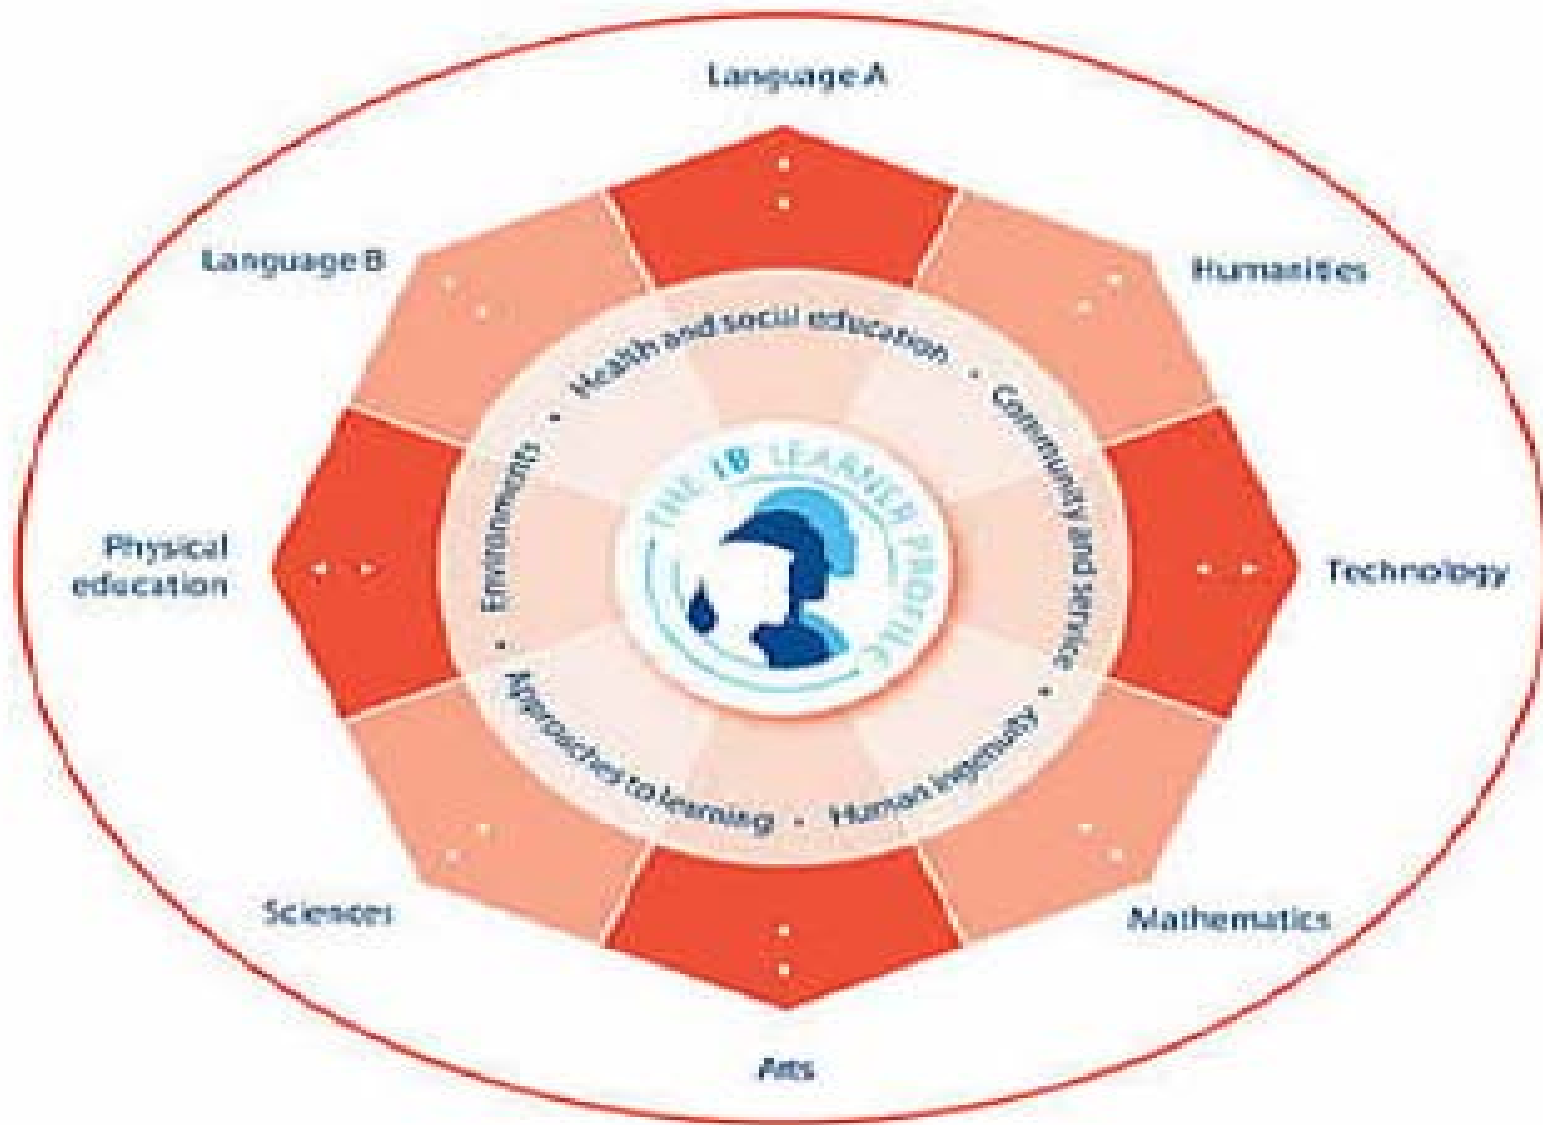 Language A
Language B
Humanities
Health and social education
•
Community and service
•
Environments
•
THE IB LEARNER PROFILE
Physical
education
Technology
•
Approaches to learning
•
Human ingenuity
Sciences
Mathematics
Arts